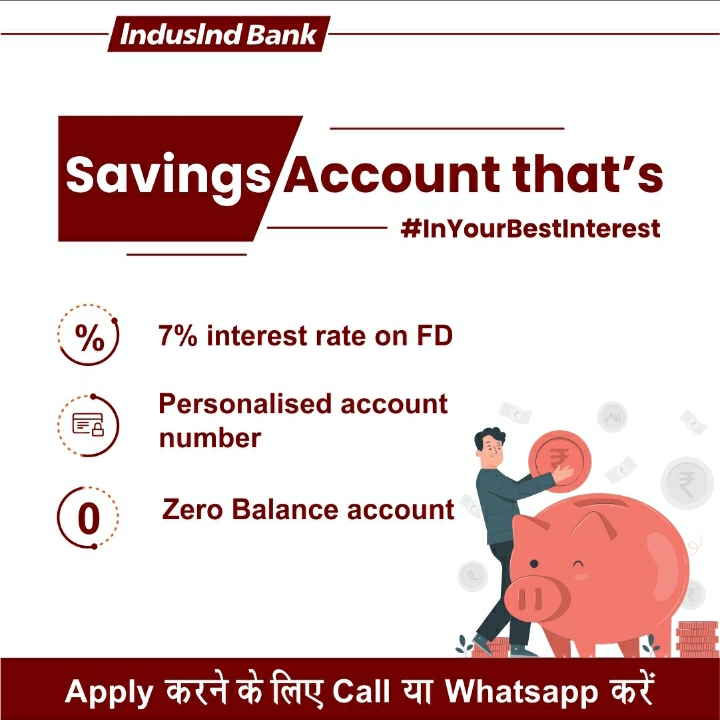 IndusInd Bank
Savings Account that's
#InYourBestInterest
% 7% interest rate on FD
Personalised account
number
0 Zero Balance account
Apply करने के लिए Call या Whatsapp करें